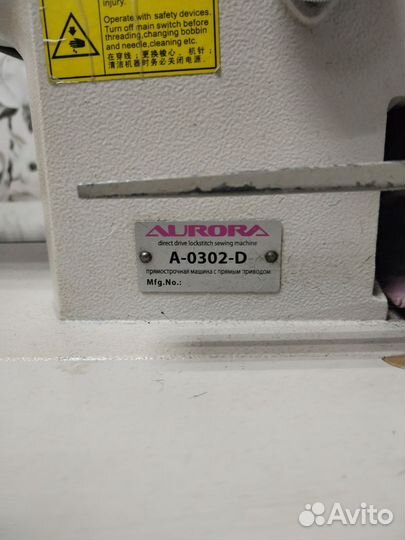 injury.
Operate with safety devices.
Turn off main switch before
threading,changing bobbin
and needle,cleaning etc.
在穿线；更换梭心、机针；
清洁机器时务必关闭电源。
AURORA
direct drive lockstitch sewing machine
A-0302-D
прямострочная машина с прямым приводом
Mfg.No.:
Avito